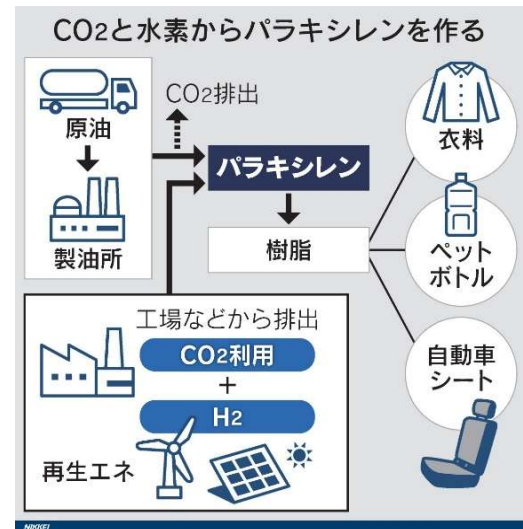 CO2と水素からパラキシレンを作る
原油
製油所
CO2排出
パラキシレン
樹脂
衣料
ペット
ボトル
自動車
シート
工場などから排出
CO2利用
+
H2
再生エネ
NIKKEI